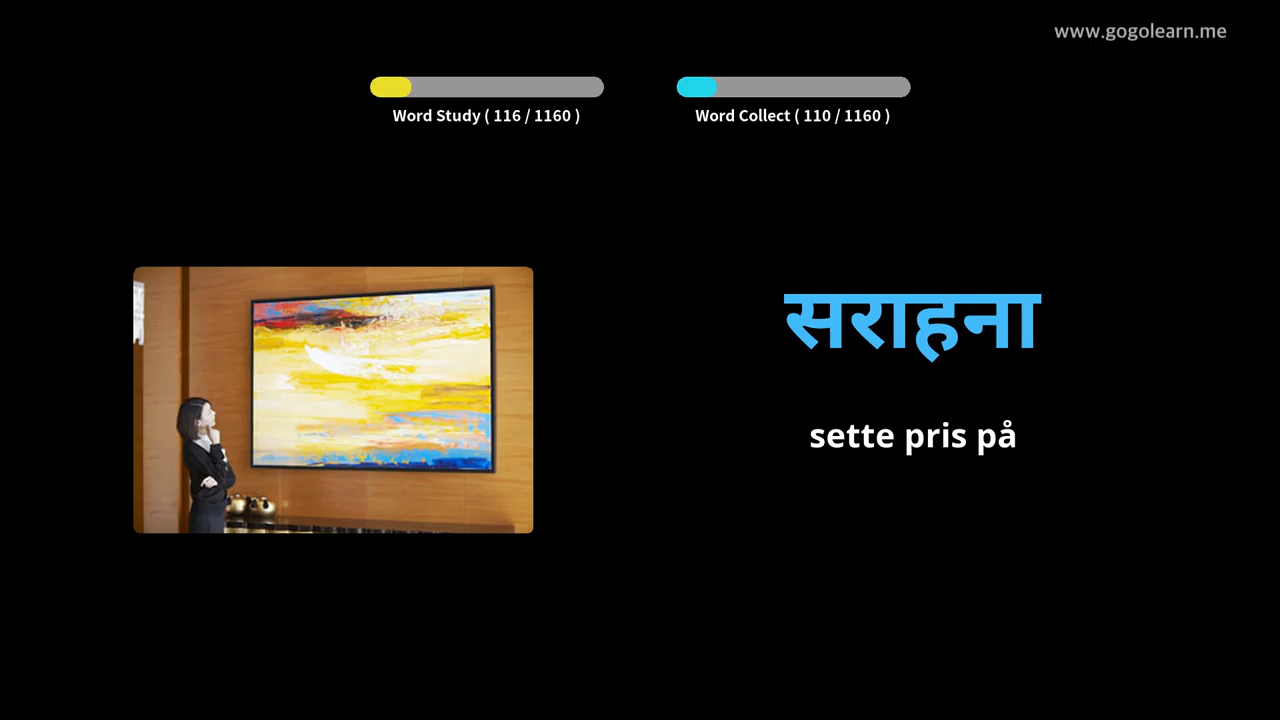 www.gogolearn.me
Word Study ( 116 / 1160 )
Word Collect ( 110 / 1160 )
सराहना
sette pris på